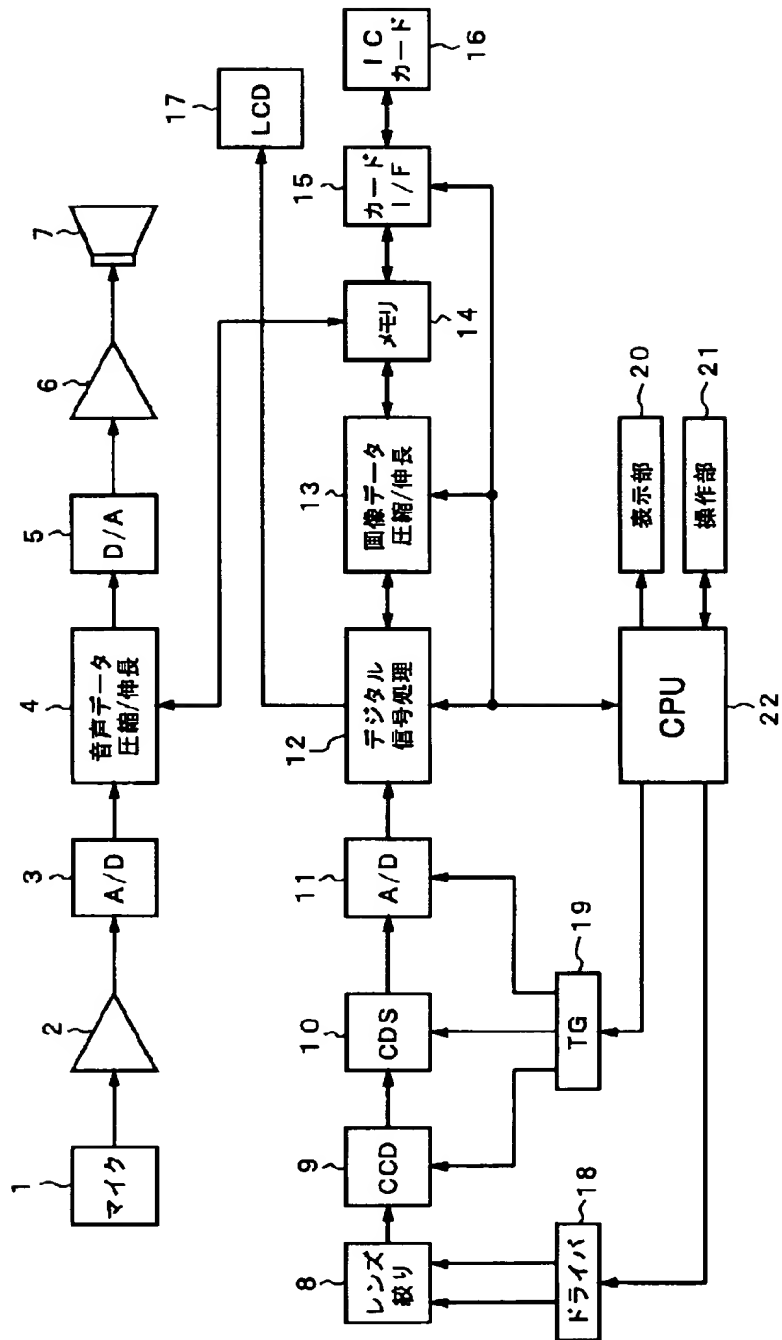 1
マイク
2
3
A/D
4
音声データ
圧縮/伸長
5
D/A
6
7
17
LCD
8
レンズ
絞り
9
CCD
10
CDS
11
A/D
12
デジタル
信号処理
13
画像データ
圧縮/伸長
メモリ
14
15
カード
I/F
IC
カード
16
18
ドライバ
19
TG
CPU
22
20
表示部
21
操作部